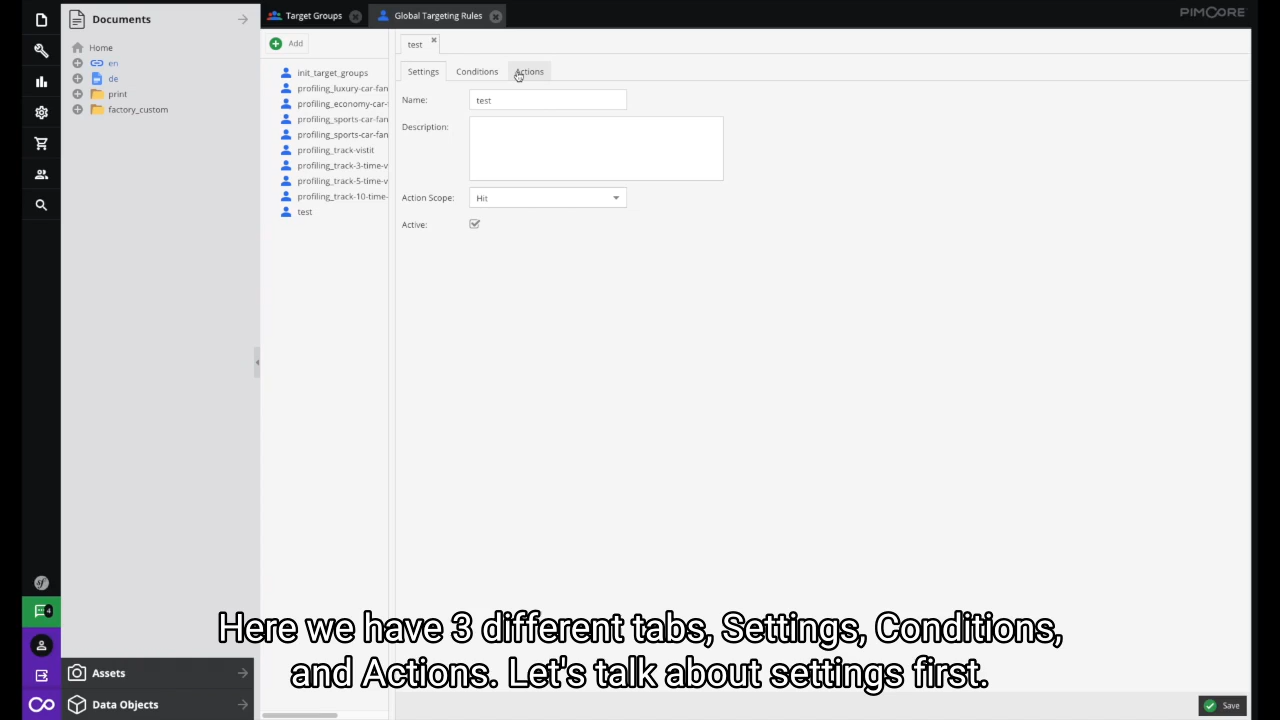 Documents
Home
en
de
print
factory_custom
Assets
Data Objects
4
Target Groups
Global Targeting Rules
PIMCORE
Add
init_target_groups
profiling_luxury-car-fan
profiling_economy-car-
profiling_sports-car-fan
profiling_sports-car-fan
profiling_track-vistit
profiling_track-3-time-v
profiling_track-5-time-v
profiling_track-10-time-
test
test
Settings Conditions Actions
Name: test
Description:
Action Scope: Hit
Active:
Save
Here we have 3 different tabs, Settings, Conditions,
and Actions. Let's talk about settings first.